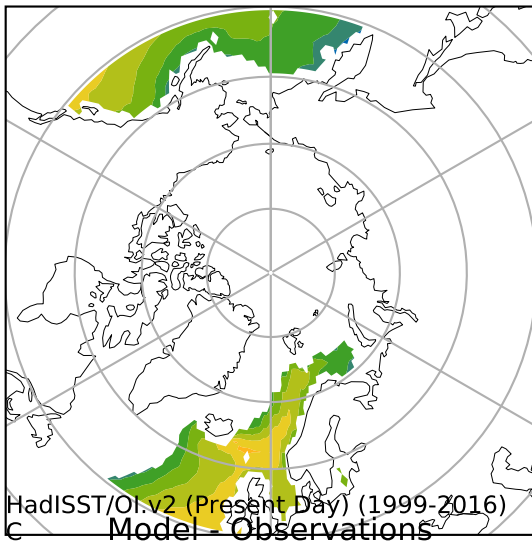 HadISST/OI.v2 (Present Day) (1999-2016)
C Model - Observations